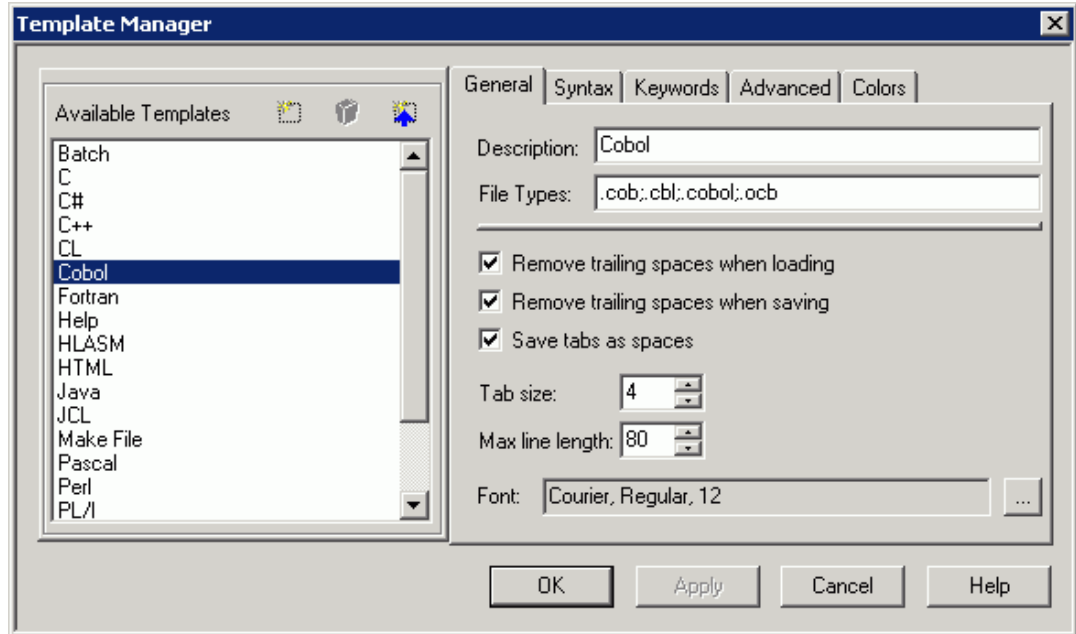 Template Manager
Available Templates
Batch
C
C#
C++
CL
Cobol
Fortran
Help
HLASM
HTML
Java
JCL
Make File
Pascal
Perl
PL/I
General Syntax Keywords Advanced Colors
Description: Cobol
File Types: .cob;.cbl;.cobol;.ocb
Remove trailing spaces when loading
Remove trailing spaces when saving
Save tabs as spaces
Tab size: 4
Max line length: 80
Font: Courier, Regular, 12 ...
OK Apply Cancel Help